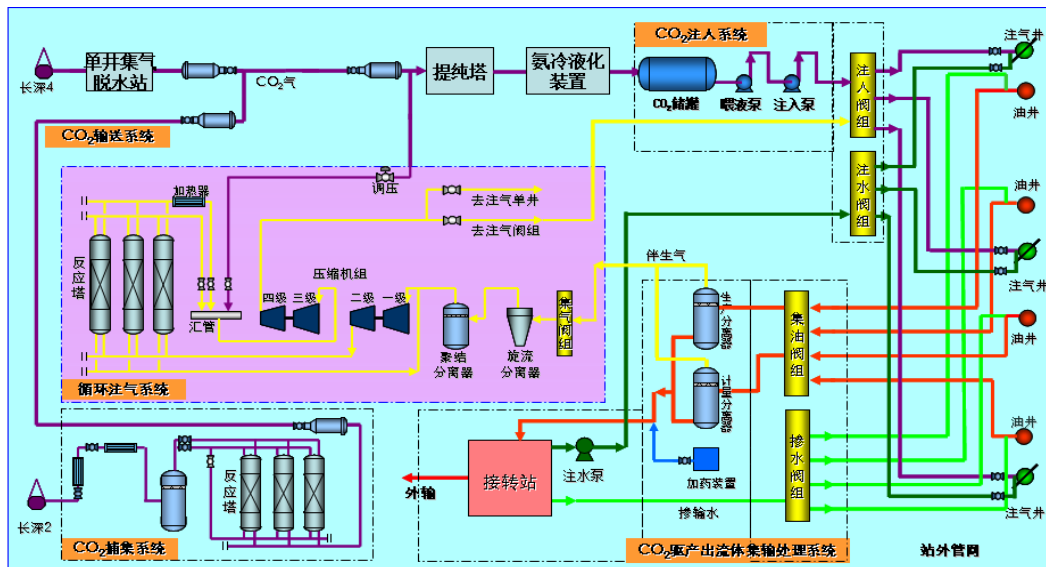 CO₂注入系统
注气井
单井集气
脱水站
长深4
CO₂气
提纯塔
氨冷液化
装置
CO₂储罐
喂液泵
注入泵
注入阀组
油井
CO₂输送系统
注水阀组
调压
加热器
去注气单井
去注气阀组
油井
反应塔
汇管
压缩机组
四级
三级
二级
一级
聚结
分离器
旋流
分离器
集气阀组
伴生气
生产分离器
计量分离器
集油阀组
注气井
油井
循环注气系统
反应塔
长深2
CO₂捕集系统
外输
接转站
注水泵
加药装置
掺输水
掺水阀组
油井
注气井
CO₂驱产出流体集输处理系统
站外管网